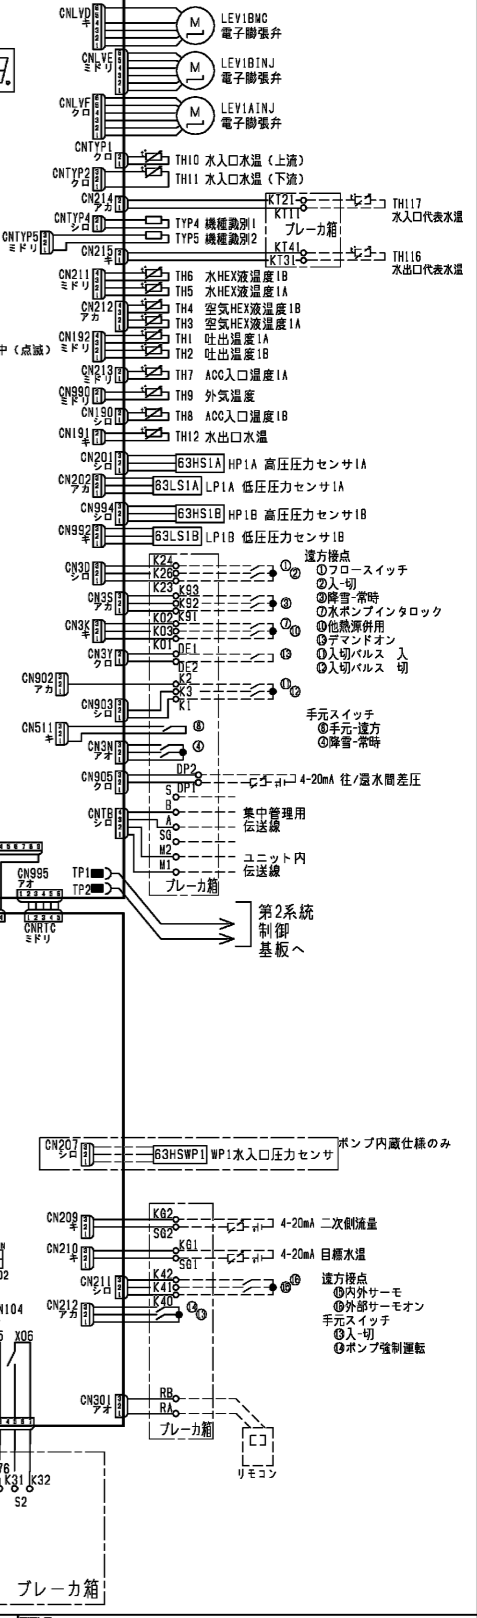 CNLVD
キ
M
LEV1BMC
電子膨張弁
CNLVE
ミドリ
M
LEV1BINJ
電子膨張弁
CNLVF
クロ
M
LEV1AINJ
電子膨張弁
CNTYP1
クロ
TH10 水入口水温 (上流)
CNTYP2
クロ
TH11 水入口水温 (下流)
CN214
アカ
KT21
KT11
ブレーカ箱
TH117
水入口代表水温
CNTYP4
シロ
TYP4 機種識別1
CNTYP5
ミドリ
TYP5 機種識別2
CN215
キ
KT41
KT31
TH116
水出口代表水温
CN211
ミドリ
TH6 水HEX液温度1B
TH5 水HEX液温度1A
CN212
アカ
TH4 空気HEX液温度1B
TH3 空気HEX液温度1A
中(点滅)
CN192
ミドリ
TH1 吐出温度1A
TH2 吐出温度1B
CN213
ミドリ
TH7 ACC入口温度1A
CN990
ミドリ
TH9 外気温度
CN190
シロ
TH8 ACC入口温度1B
CN191
キ
TH12 水出口水温
CN201
シロ
63HS1A HP1A 高圧圧力センサ1A
CN202
アカ
63LS1A LP1A 低圧圧力センサ1A
CN994
シロ
63HS1B HP1B 高圧圧力センサ1B
CN992
キ
63LS1B LP1B 低圧圧力センサ1B
CN3D
シロ
K24
K26
K23
①
②
遠方接点
①フロースイッチ
②入-切
③降雪-常時
⑦水ポンプインタロック
⑩他熱源併用
⑬デマンドオン
⑪入切パルス 入
⑫入切パルス 切
CN3S
アカ
K93
K92
K91
③
CN3K
キ
K02
K03
K01
⑦
⑩
CN3Y
クロ
DE1
DE2
⑬
CN902
アカ
K2
K3
K1
⑪
⑫
CN903
シロ
CN511
キ
⑧
手元スイッチ
⑧手元-遠方
④降雪-常時
CN3N
アオ
④
CN905
クロ
DP2
DP1
4-20mA 往/還水間差圧
CNTB
シロ
S
B
A
SG
M2
M1
集中管理用
伝送線
ユニット内
伝送線
ブレーカ箱
CN995
アオ
TP1
TP2
CNRTC
ミドリ
第2系統
制御
基板へ
CN207
シロ
63HSWP1 WP1水入口圧力センサ
ポンプ内蔵仕様のみ
CN209
キ
KG2
SG2
4-20mA 二次側流量
CN210
キ
KG1
SG1
4-20mA 目標水温
CN211
シロ
K42
K41
K40
⑯
⑮
遠方接点
⑮内外サーモ
⑯外部サーモオン
手元スイッチ
⑬入-切
⑭ポンプ強制運転
CN212
アカ
⑭
⑬
N104
X06
CN301
アオ
RB
RA
ブレーカ箱
リモコン
76
K31
K32
S2
ブレーカ箱